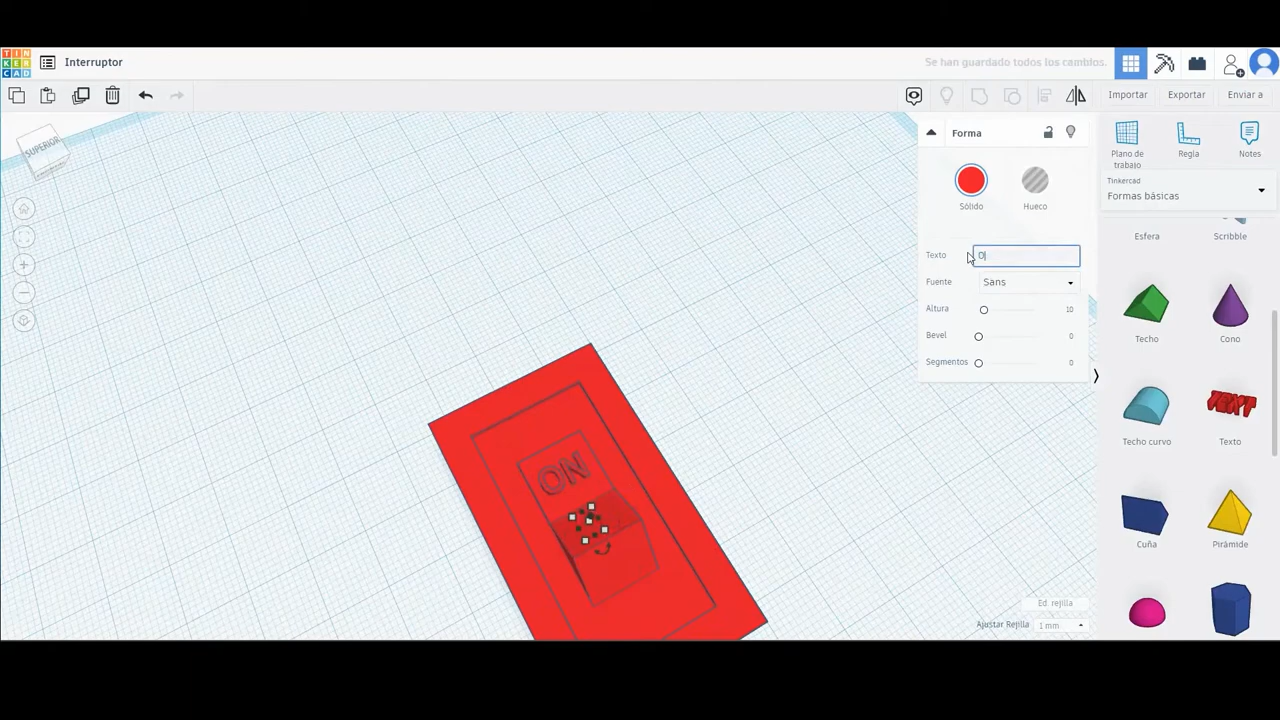 TIN
KER
CAD
Interruptor
Se han guardado todos los cambios.
Importar
Exportar
Enviar a
SUPERIOR
Forma
Sólido
Hueco
Texto
O
Fuente
Sans
Altura
10
Bevel
0
Segmentos
0
Plano de
trabajo
Regla
Notes
Tinkercad
Formas básicas
Esfera
Scribble
Techo
Cono
Techo curvo
TEXT
Texto
Cuña
Pirámide
ON
Ed. rejilla
Ajustar Rejilla
1 mm